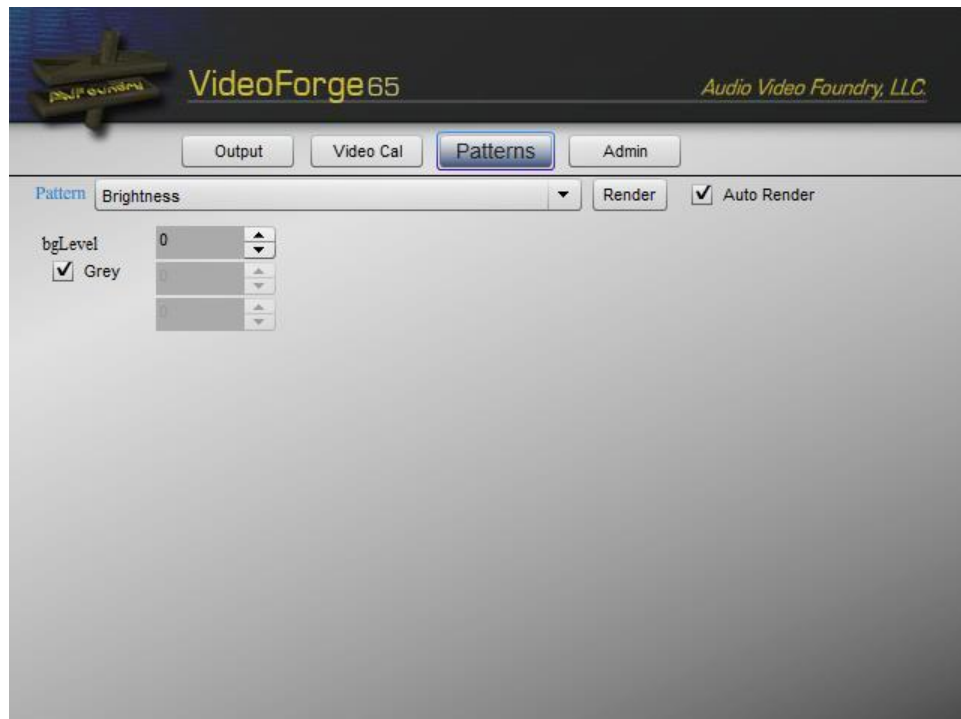 AVFoundry
VideoForge65
Audio Video Foundry, LLC.
Output Video Cal Patterns Admin
Pattern Brightness Render Auto Render
bgLevel 0
Grey 0
0